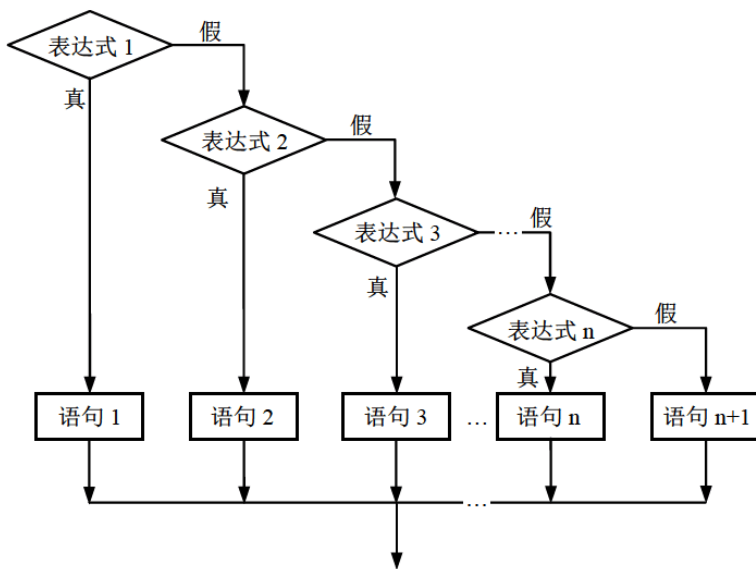 表达式 1
假
真
表达式 2
假
真
表达式 3
… 假
真
表达式 n
假
真
语句 1
语句 2
语句 3
…
语句 n
语句 n+1
…